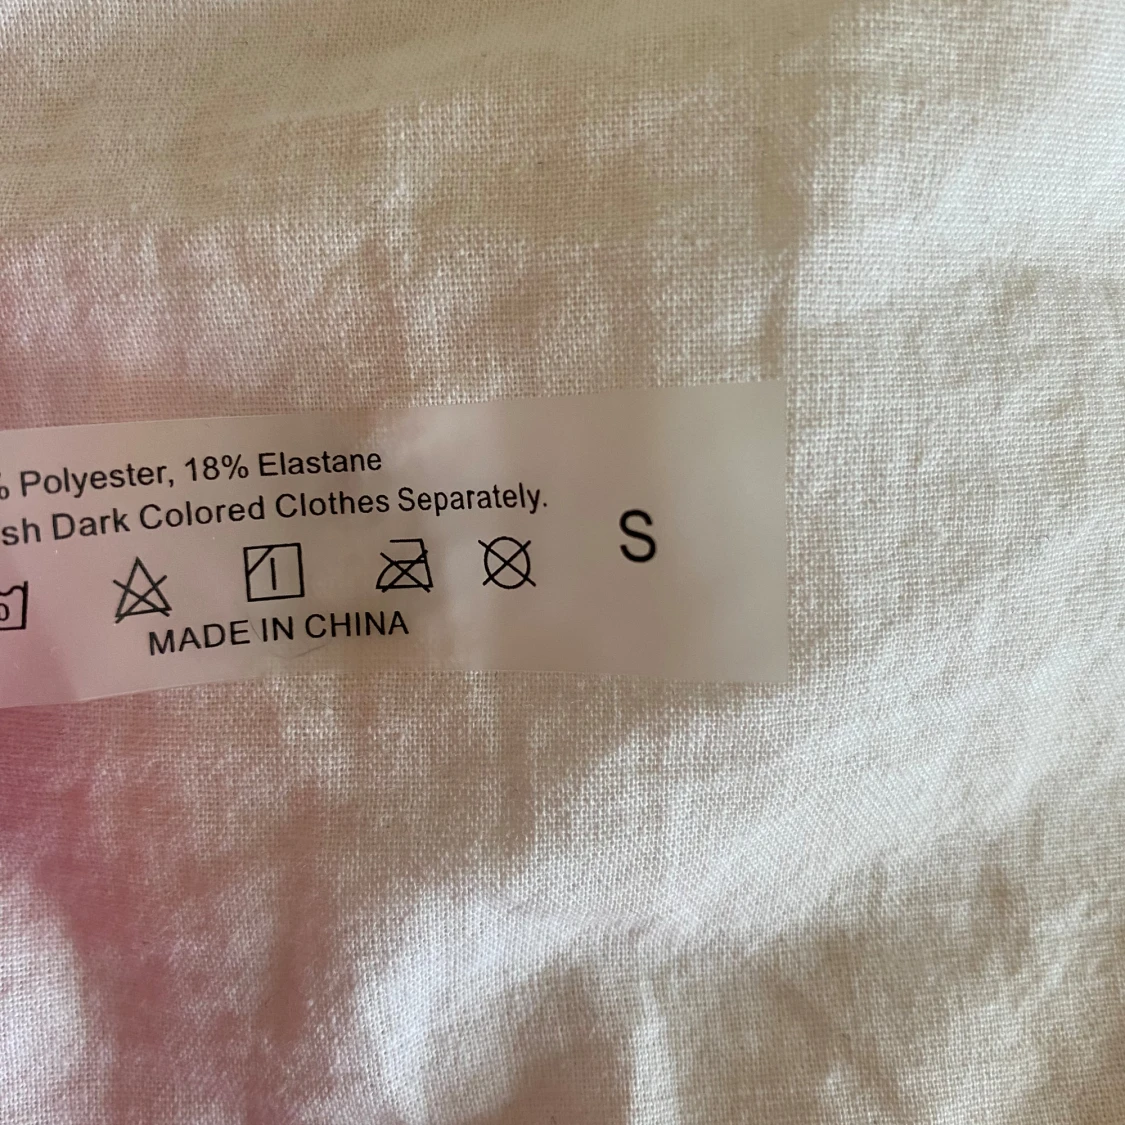 % Polyester, 18% Elastane
sh Dark Colored Clothes Separately.
S
MADE IN CHINA